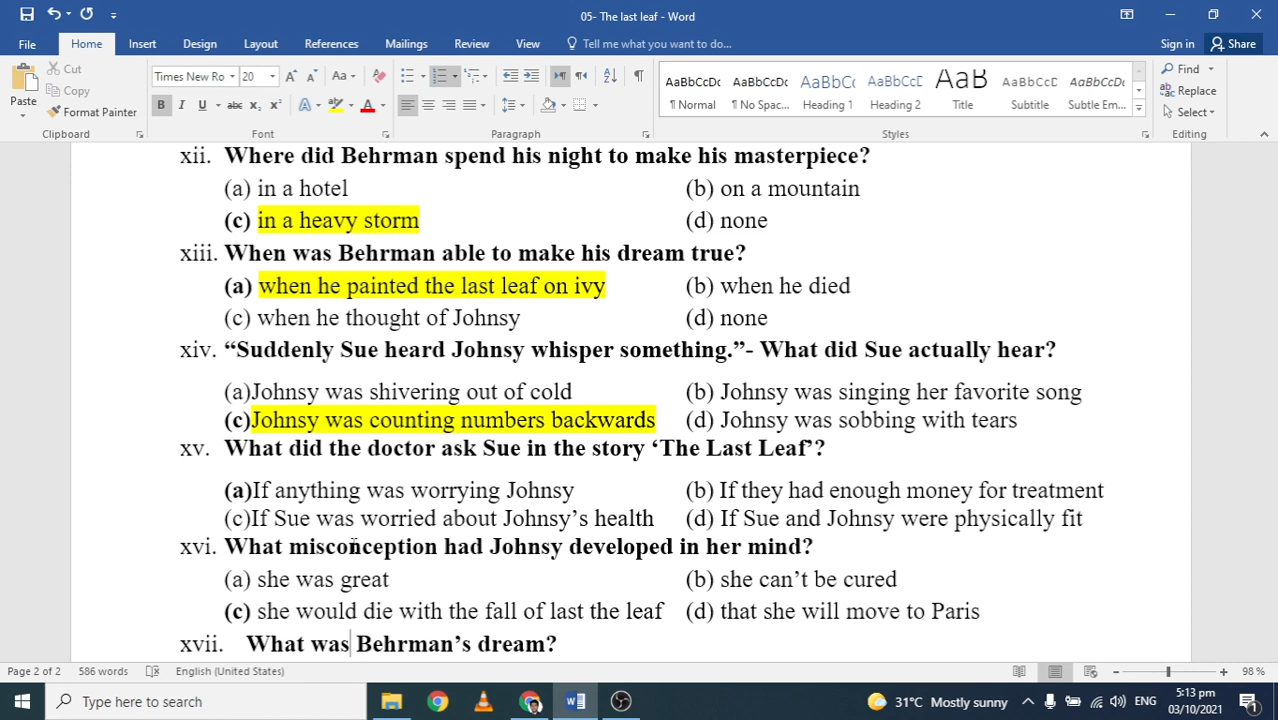 05- The last leaf - Word
File Home Insert Design Layout References Mailings Review View Tell me what you want to do... Sign in Share
Cut
Copy
Paste
Format Painter
Clipboard
Times New Ro 20
Aa
B I U abc x₂ x² A A
Font
Paragraph
AaBbCcDc AaBbCcDc AaBbCc AaBbCcD AaB AaBbCcD AaBbCcD
¶ Normal ¶ No Spac... Heading 1 Heading 2 Title Subtitle Subtle Em...
Styles
Find
Replace
Select
Editing
xii. Where did Behrman spend his night to make his masterpiece?
(a) in a hotel (b) on a mountain
(c) in a heavy storm (d) none
xiii. When was Behrman able to make his dream true?
(a) when he painted the last leaf on ivy (b) when he died
(c) when he thought of Johnsy (d) none
xiv. “Suddenly Sue heard Johnsy whisper something.”- What did Sue actually hear?
(a)Johnsy was shivering out of cold (b) Johnsy was singing her favorite song
(c)Johnsy was counting numbers backwards (d) Johnsy was sobbing with tears
xv. What did the doctor ask Sue in the story ‘The Last Leaf’?
(a)If anything was worrying Johnsy (b) If they had enough money for treatment
(c)If Sue was worried about Johnsy’s health (d) If Sue and Johnsy were physically fit
xvi. What misconception had Johnsy developed in her mind?
(a) she was great (b) she can’t be cured
(c) she would die with the fall of last the leaf (d) that she will move to Paris
xvii. What was Behrman’s dream?
Page 2 of 2 586 words English (United States) 98 %
Type here to search 31°C Mostly sunny ENG 5:13 pm
03/10/2021 1